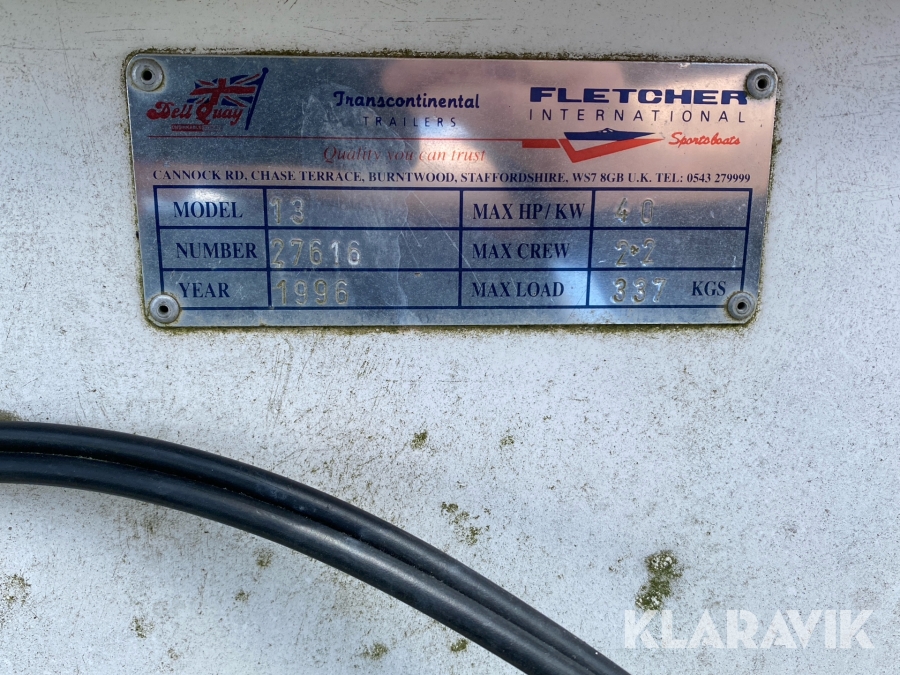 Dell Quay
Transcontinental
TRAILERS
FLETCHER
INTERNATIONAL
Sportsboats
Quality you can trust
CANNOCK RD, CHASE TERRACE, BURNTWOOD, STAFFORDSHIRE, WS7 8GB U.K. TEL: 0543 279999
MODEL 13 MAX HP/KW 40
NUMBER 27616 MAX CREW 2+2
YEAR 1996 MAX LOAD 337 KGS
KLARAVIK